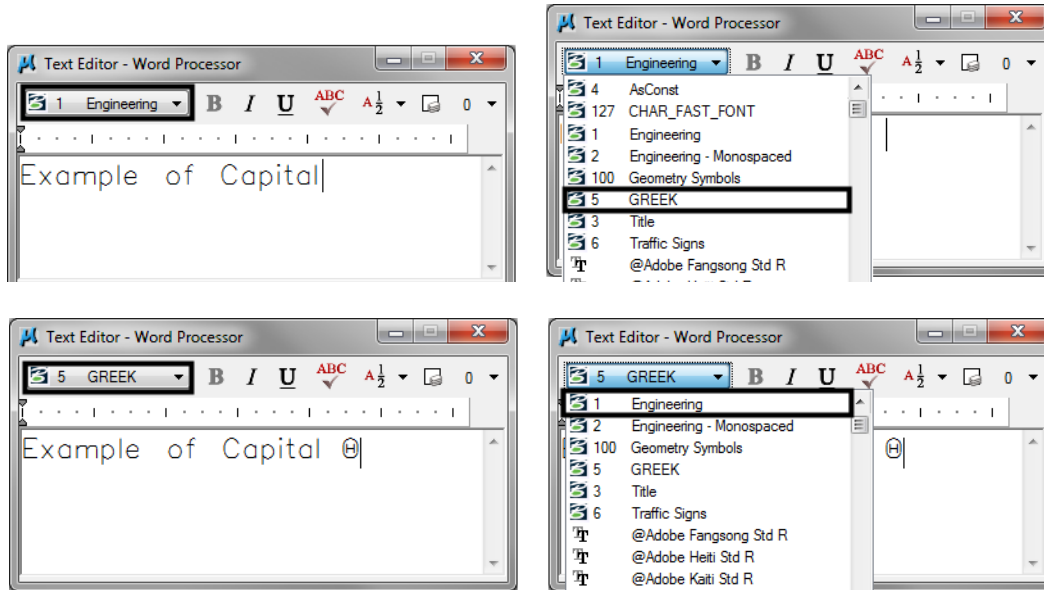 Text Editor - Word Processor
1 Engineering B I U ABC A 1/2 0
Example of Capital
Text Editor - Word Processor
1 Engineering B I U ABC A 1/2 0
4 AsConst
127 CHAR_FAST_FONT
1 Engineering
2 Engineering - Monospaced
100 Geometry Symbols
5 GREEK
3 Title
6 Traffic Signs
@Adobe Fangsong Std R
Text Editor - Word Processor
5 GREEK B I U ABC A 1/2 0
Example of Capital Θ
Text Editor - Word Processor
5 GREEK B I U ABC A 1/2 0
1 Engineering
2 Engineering - Monospaced
100 Geometry Symbols
Θ
5 GREEK
3 Title
6 Traffic Signs
@Adobe Fangsong Std R
@Adobe Heiti Std R
@Adobe Kaiti Std R